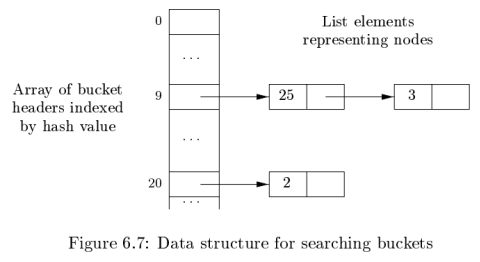 0
List elements
representing nodes
. . .
Array of bucket
headers indexed
by hash value
9
25
3
. . .
20
2
. . .
Figure 6.7: Data structure for searching buckets